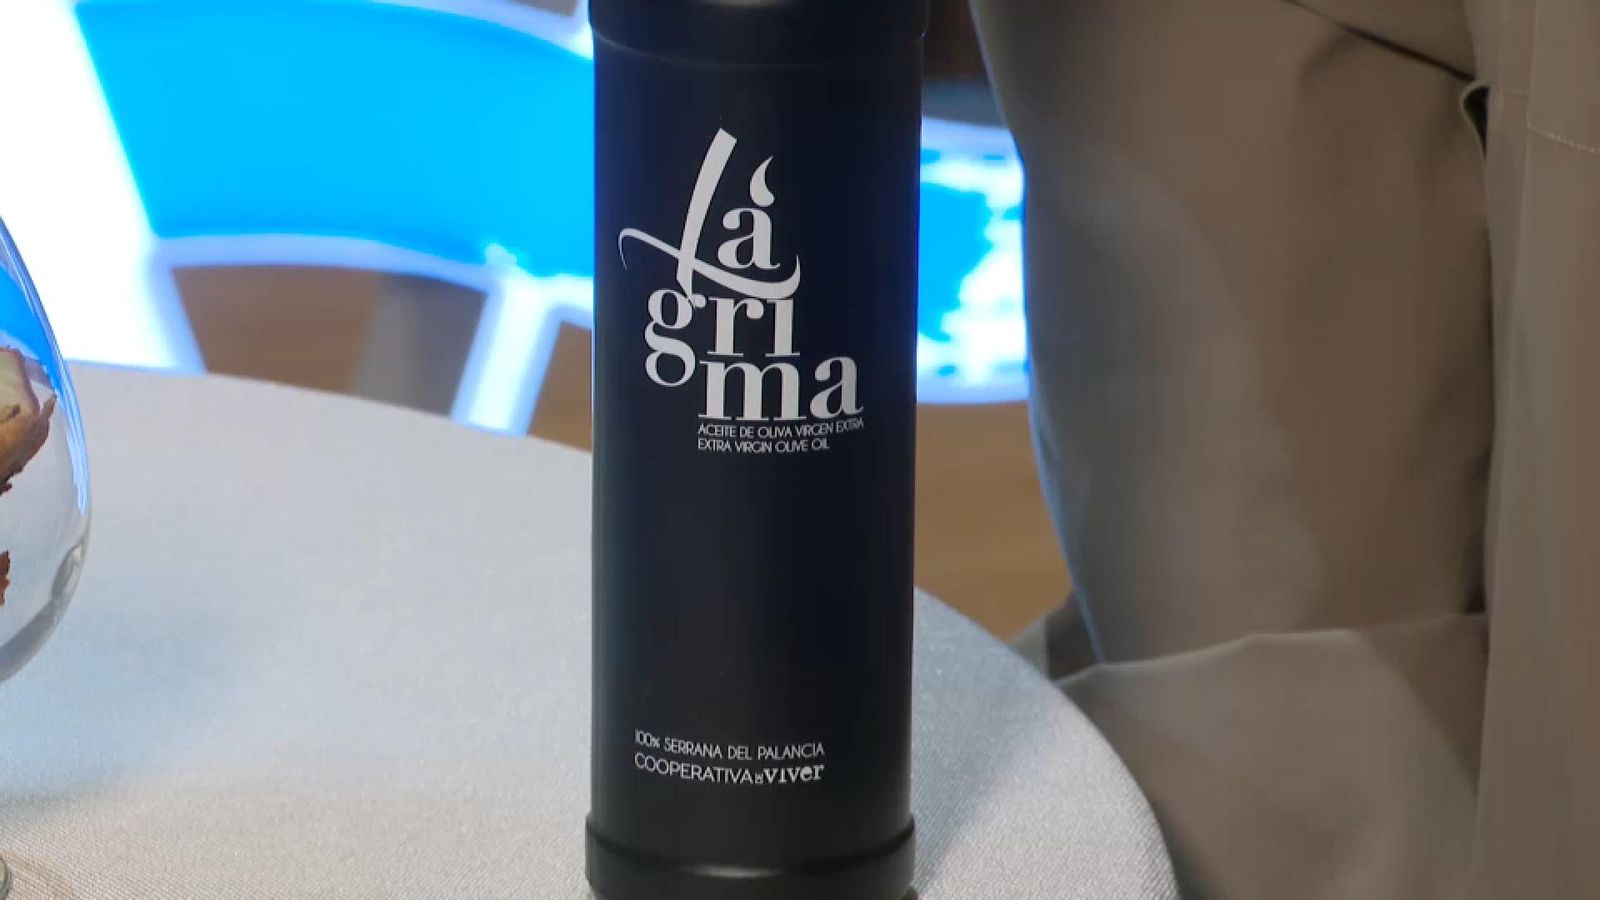 Lá
gri
ma
ACEITE DE OLIVA VIRGEN EXTRA
EXTRA VIRGIN OLIVE OIL
100% SERRANA DEL PALANCIA
COOPERATIVA DE viver